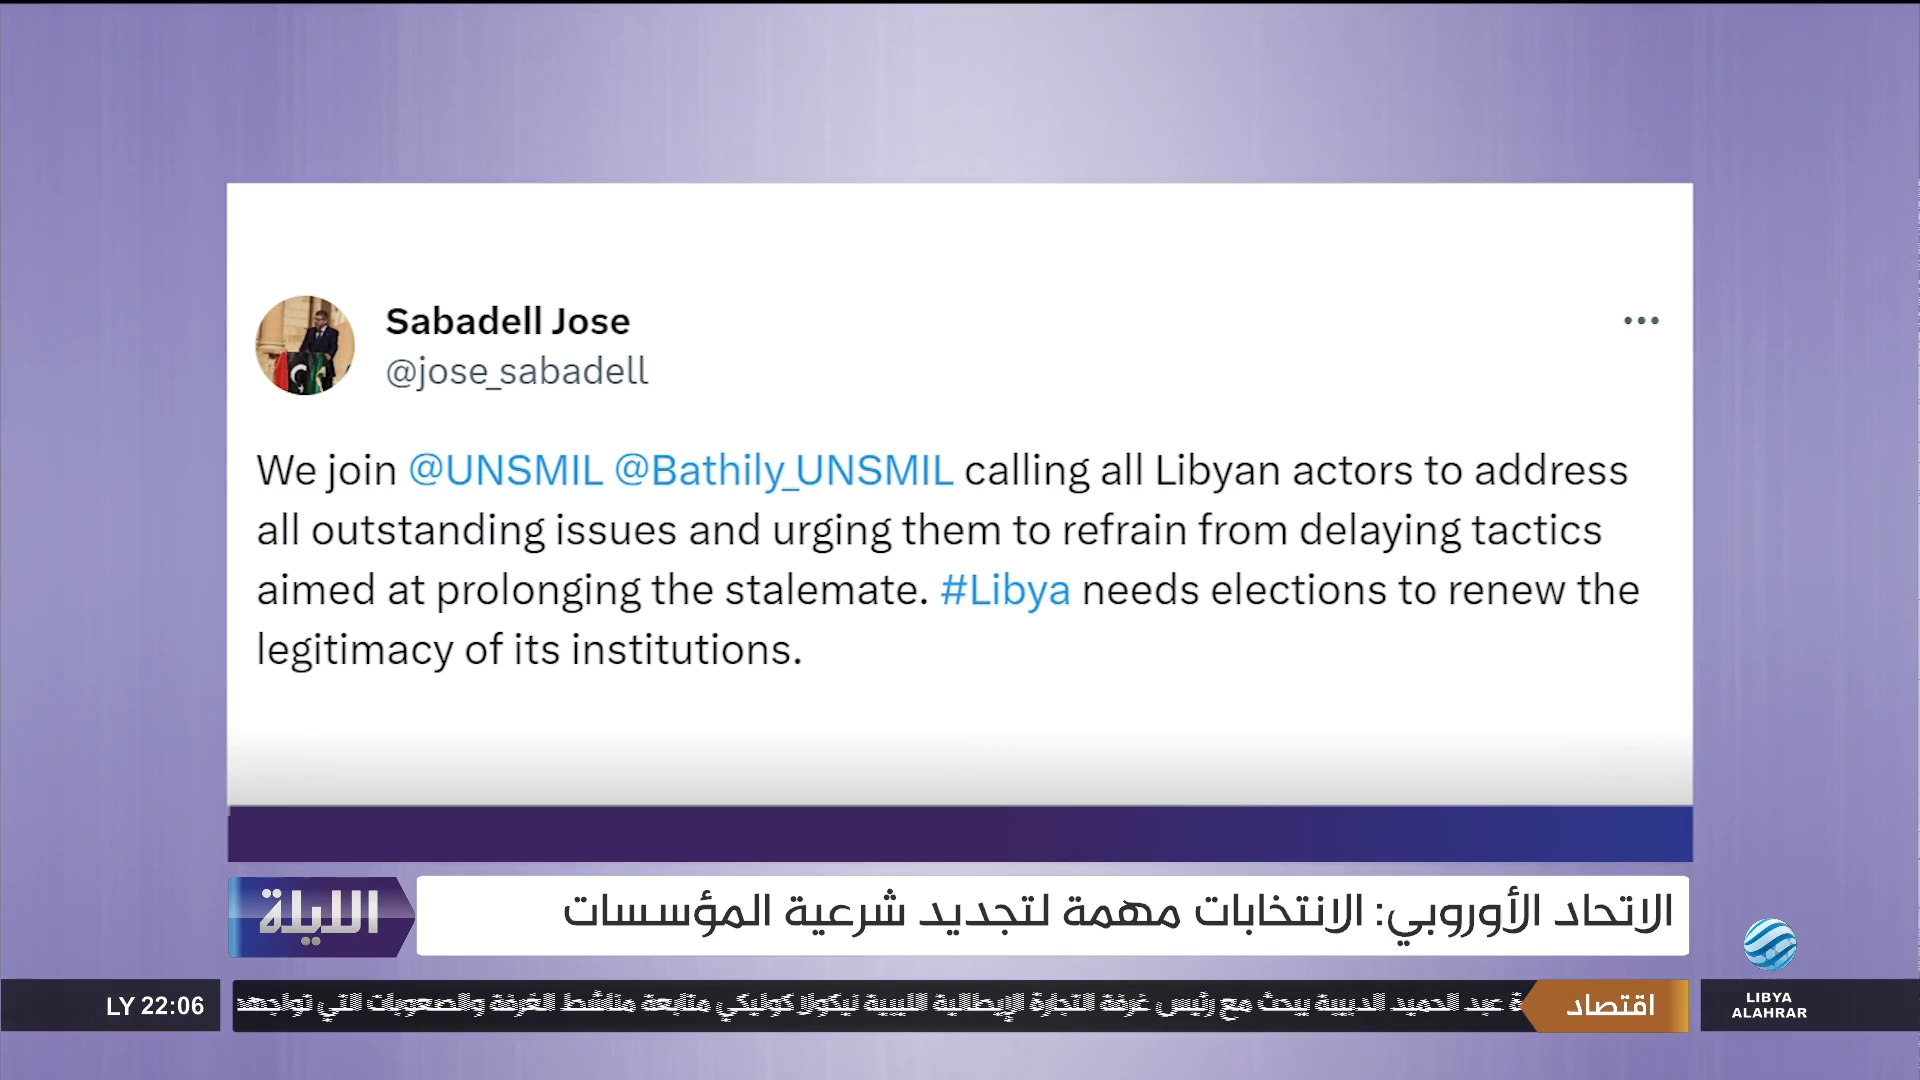 Sabadell Jose
@jose_sabadell
We join @UNSMIL @Bathily_UNSMIL calling all Libyan actors to address
all outstanding issues and urging them to refrain from delaying tactics
aimed at prolonging the stalemate. #Libya needs elections to renew the
legitimacy of its institutions.
الليلة
الاتحاد الأوروبي: الانتخابات مهمة لتجديد شرعية المؤسسات
LY 22:06
اقتصاد
ة عبد الحميد الدبيبة يبحث مع رئيس غرفة التجارة الإيطالية الليبية نيكولا كوليكي متابعة مناشط الغرفة والصعوبات التي تواجهد
LIBYA
ALAHRAR